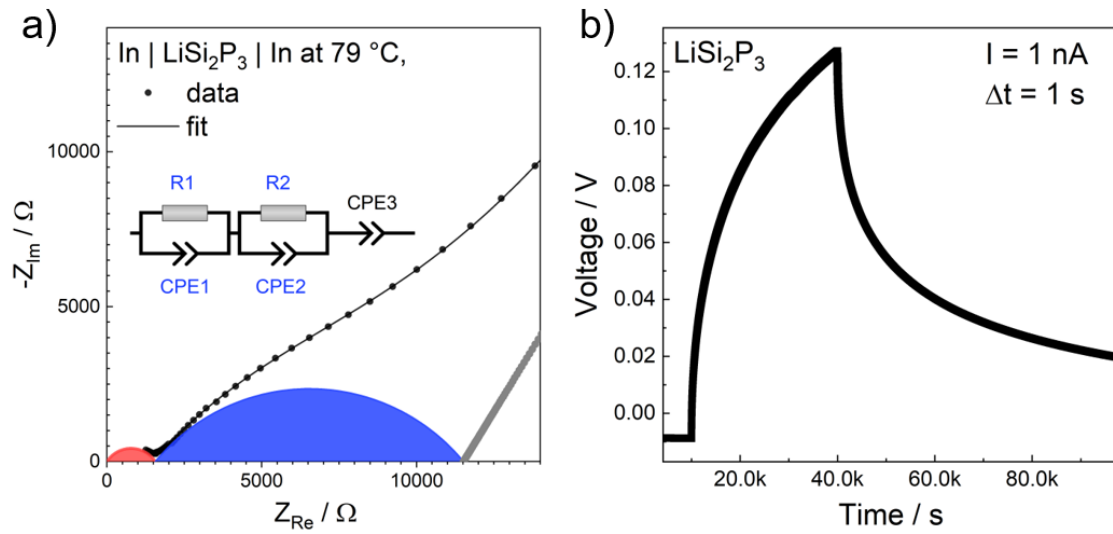 a)
In | LiSi₂P₃ | In at 79 °C,
data
fit
R1
R2
CPE3
CPE1
CPE2
-Z_Im / Ω
10000
5000
0
0
5000
10000
Z_Re / Ω
b)
LiSi₂P₃
I = 1 nA
Δt = 1 s
Voltage / V
0.12
0.10
0.08
0.06
0.04
0.02
0.00
20.0k
40.0k
60.0k
80.0k
Time / s